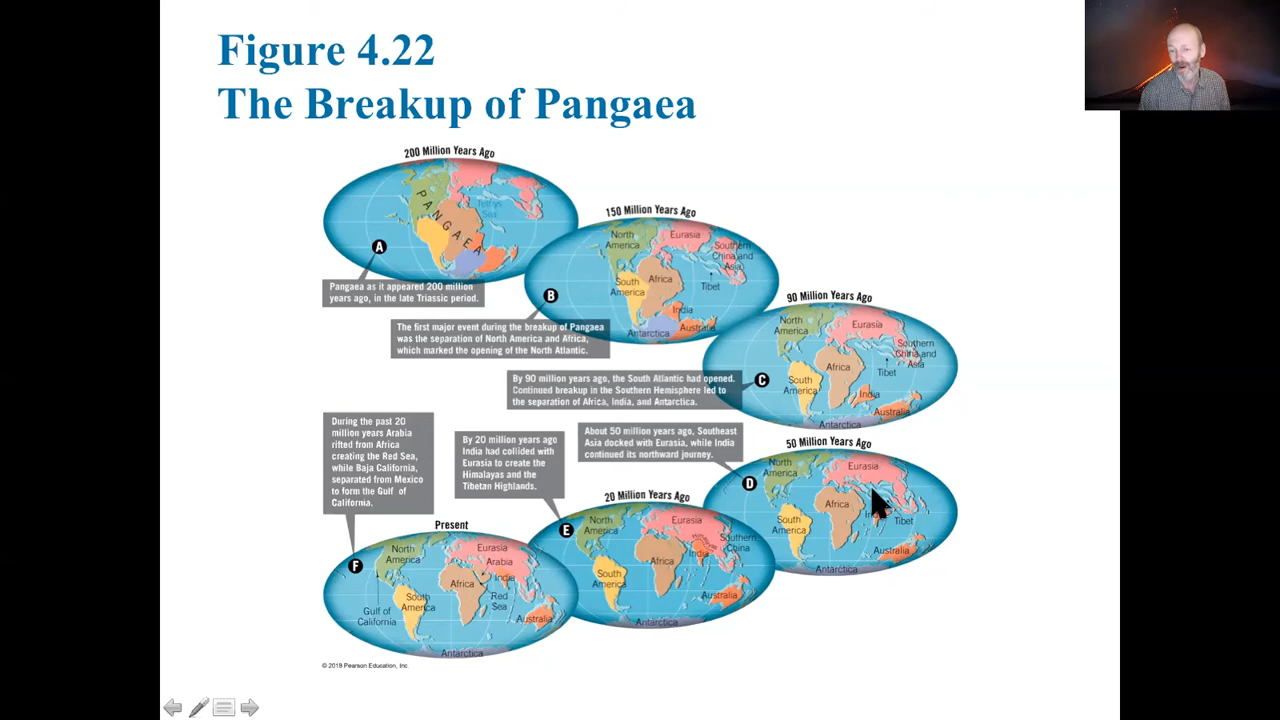 Figure 4.22
The Breakup of Pangaea
200 Million Years Ago
PANGAEA
Tethys
Sea
A
Pangaea as it appeared 200 million
years ago, in the late Triassic period.
150 Million Years Ago
North
America
Eurasia
Southern
China and
Asia
Africa
South
America
Tibet
India
Antarctica
Australia
B
The first major event during the breakup of Pangaea
was the separation of North America and Africa,
which marked the opening of the North Atlantic.
90 Million Years Ago
North
America
Eurasia
Southern
China and
Asia
Africa
Tibet
South
America
India
Australia
Antarctica
C
By 90 million years ago, the South Atlantic had opened.
Continued breakup in the Southern Hemisphere led to
the separation of Africa, India, and Antarctica.
50 Million Years Ago
North
America
Eurasia
Africa
South
America
Tibet
Australia
Antarctica
D
About 50 million years ago, Southeast
Asia docked with Eurasia, while India
continued its northward journey.
20 Million Years Ago
North
America
Eurasia
Southern
China
India
Africa
South
America
Australia
Antarctica
E
By 20 million years ago
India had collided with
Eurasia to create the
Himalayas and the
Tibetan Highlands.
Present
North
America
Eurasia
Arabia
India
Africa
Red
Sea
South
America
Gulf of
California
Australia
Antarctica
F
During the past 20
million years Arabia
rifted from Africa
creating the Red Sea,
while Baja California,
separated from Mexico
to form the Gulf of
California.
© 2019 Pearson Education, Inc.